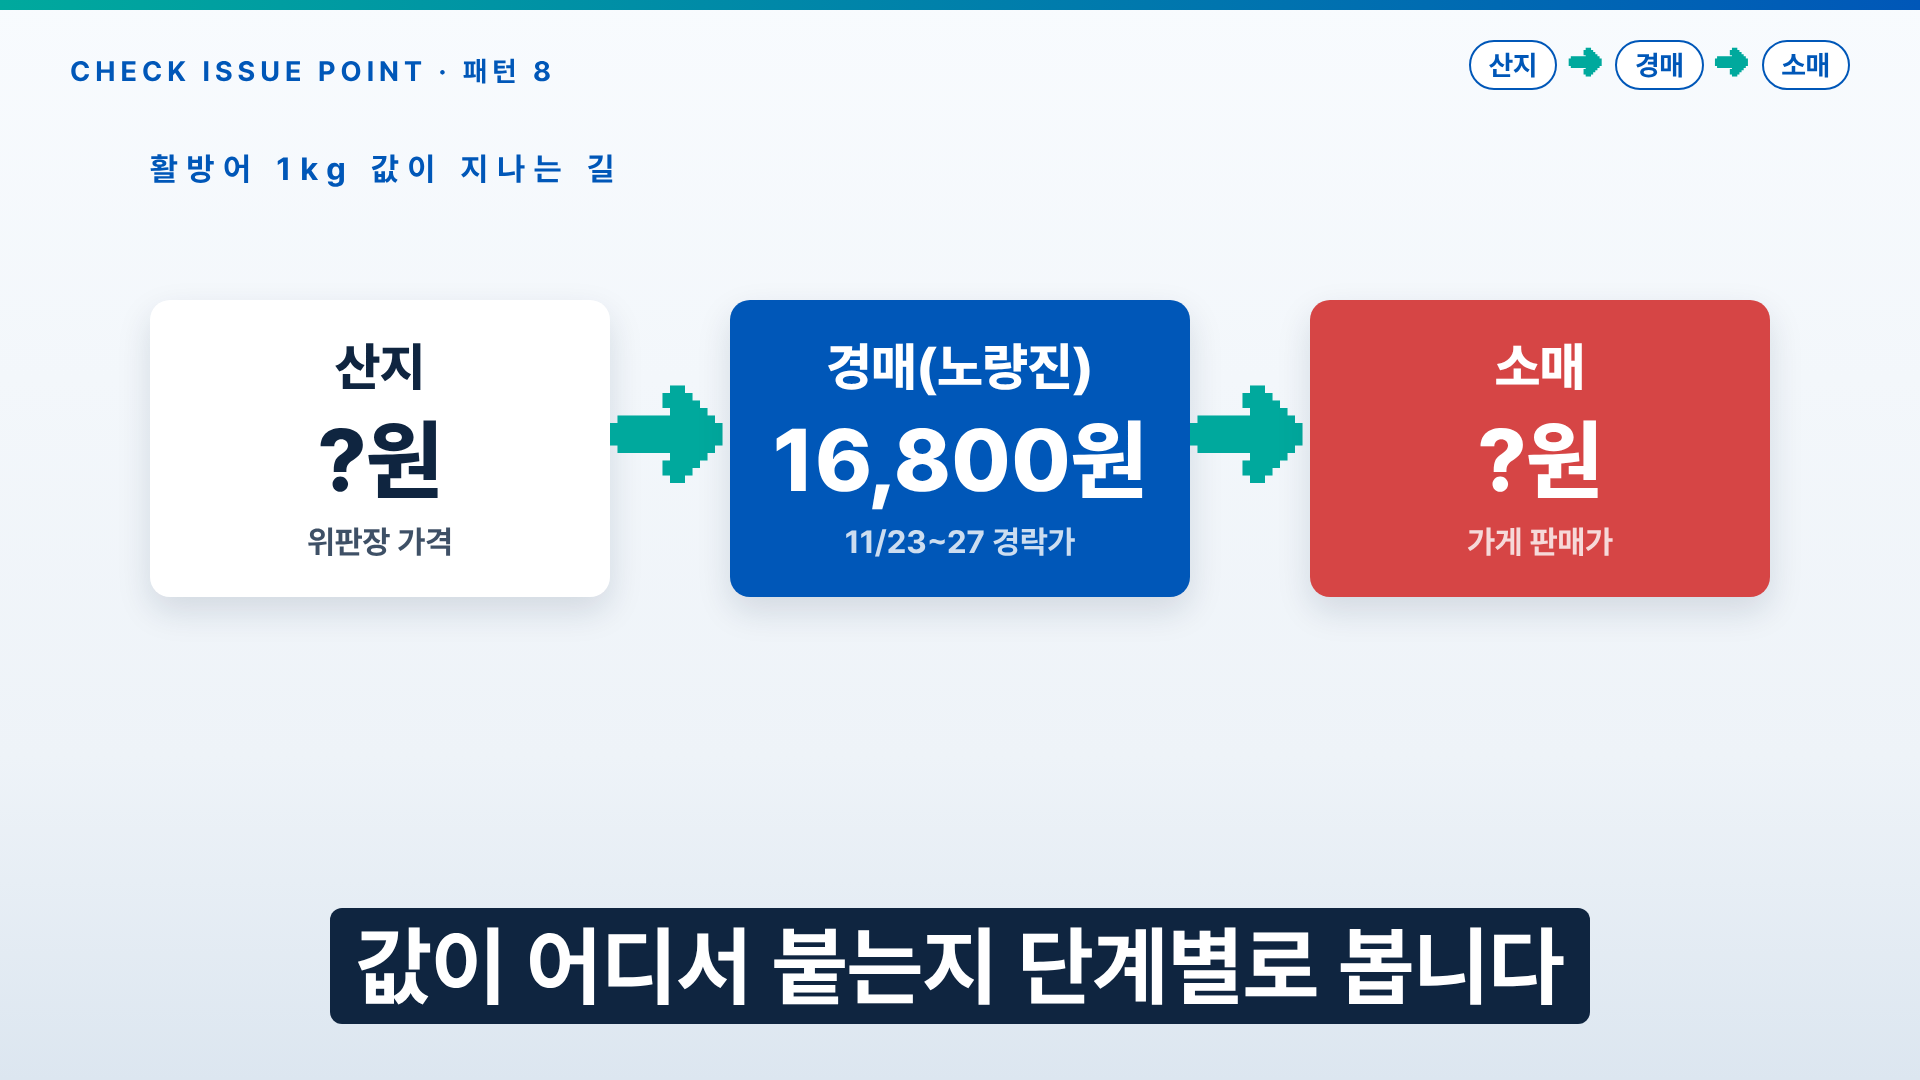 CHECK ISSUE POINT · 패턴 8
산지 경매 소매
활방어 1kg 값이 지나는 길
산지
?원
위판장 가격
경매(노량진)
16,800원
11/23~27 경락가
소매
?원
가게 판매가
값이 어디서 붙는지 단계별로 봅니다